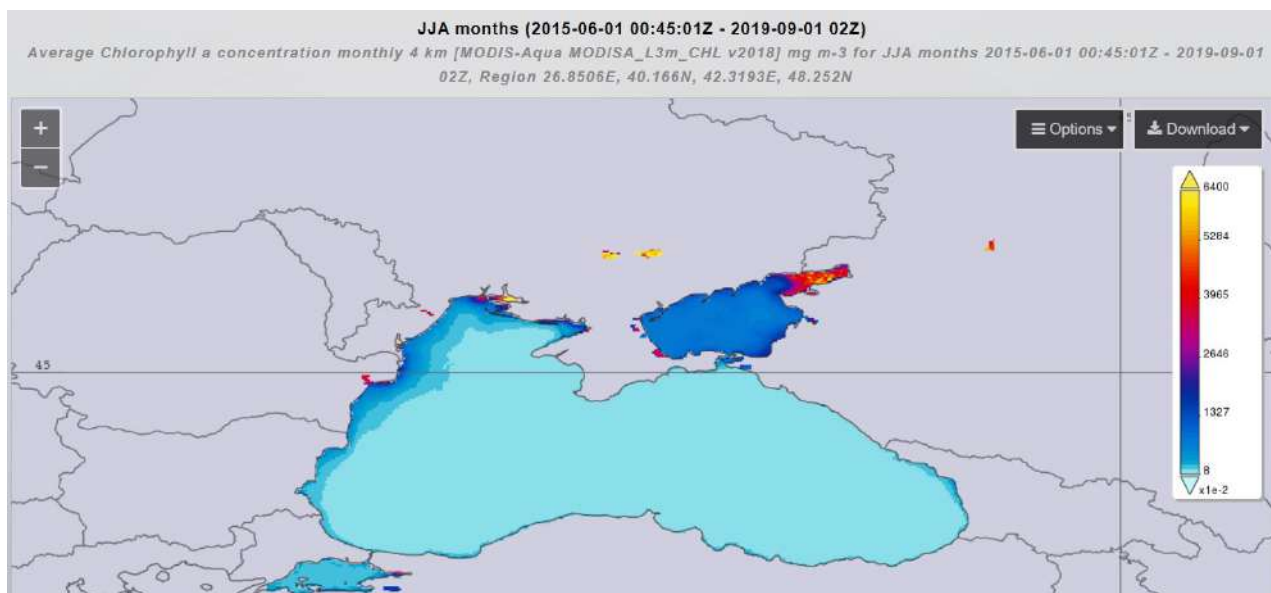 JJA months (2015-06-01 00:45:01Z - 2019-09-01 02Z)
Average Chlorophyll a concentration monthly 4 km [MODIS-Aqua MODISA_L3m_CHL v2018] mg m-3 for JJA months 2015-06-01 00:45:01Z - 2019-09-01
02Z, Region 26.8506E, 40.166N, 42.3193E, 48.252N
+
Options
Download
−
6400
5284
3965
45
2646
1327
8
x1e-2